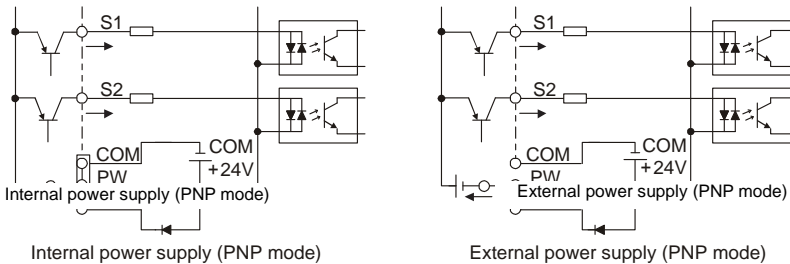 S1
S2
COM
PW
COM
+24V
Internal power supply (PNP mode)
Internal power supply (PNP mode)
S1
S2
COM
PW
COM
+24V
External power supply (PNP mode)
External power supply (PNP mode)